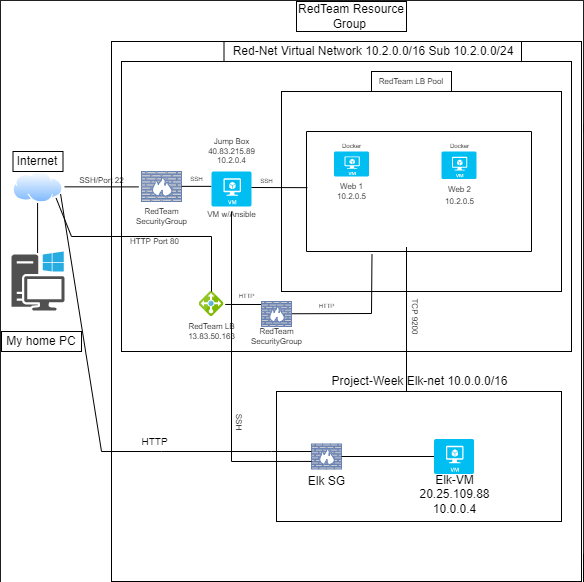 RedTeam Resource
Group
Red-Net Virtual Network 10.2.0.0/16 Sub 10.2.0.0/24
RedTeam LB Pool
Internet
SSH/Port 22
RedTeam
SecurityGroup
SSH
Jump Box
40.83.215.89
10.2.0.4
VM
VM w/Ansible
SSH
Docker
VM
Web 1
10.2.0.5
Docker
VM
Web 2
10.2.0.5
HTTP Port 80
My home PC
RedTeam LB
13.83.50.163
HTTP
RedTeam
SecurityGroup
HTTP
TCP 9200
Project-Week Elk-net 10.0.0.0/16
SSH
HTTP
Elk SG
VM
Elk-VM
20.25.109.88
10.0.0.4